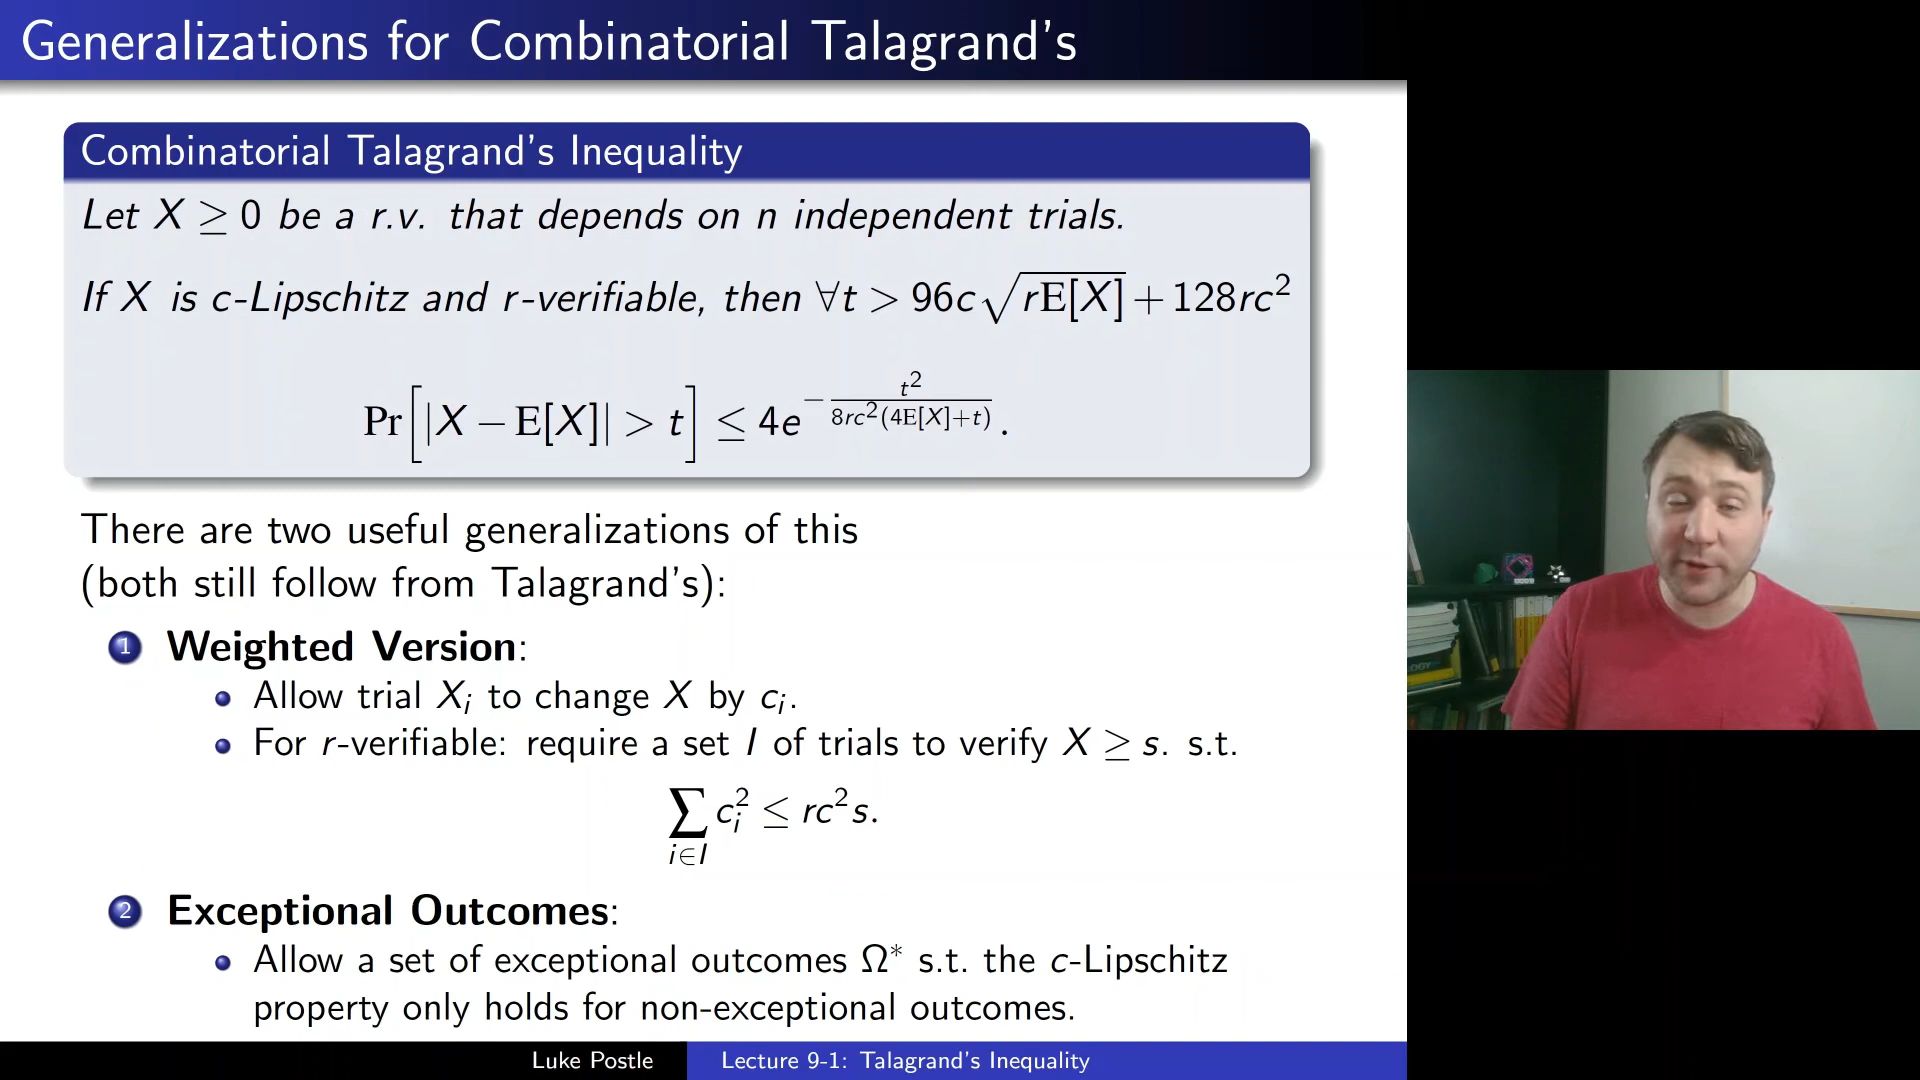 Generalizations for Combinatorial Talagrand's
Combinatorial Talagrand's Inequality
Let X ≥ 0 be a r.v. that depends on n independent trials.
If X is c-Lipschitz and r-verifiable, then ∀t > 96c√(rE[X]) + 128rc²
Pr[|X − E[X]| > t] ≤ 4e^{−t²/(8rc²(4E[X]+t))}.
There are two useful generalizations of this
(both still follow from Talagrand's):
1 Weighted Version:
• Allow trial Xᵢ to change X by cᵢ.
• For r-verifiable: require a set I of trials to verify X ≥ s. s.t.
∑_{i∈I} cᵢ² ≤ rc²s.
2 Exceptional Outcomes:
• Allow a set of exceptional outcomes Ω* s.t. the c-Lipschitz
property only holds for non-exceptional outcomes.
Luke Postle
Lecture 9-1: Talagrand's Inequality